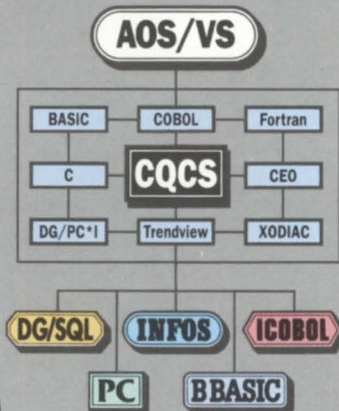 AOS/VS
BASIC COBOL Fortran
C CQCS CEO
DG/PC*I Trendview XODIAC
DG/SQL INFOS ICOBOL
PC BBASIC